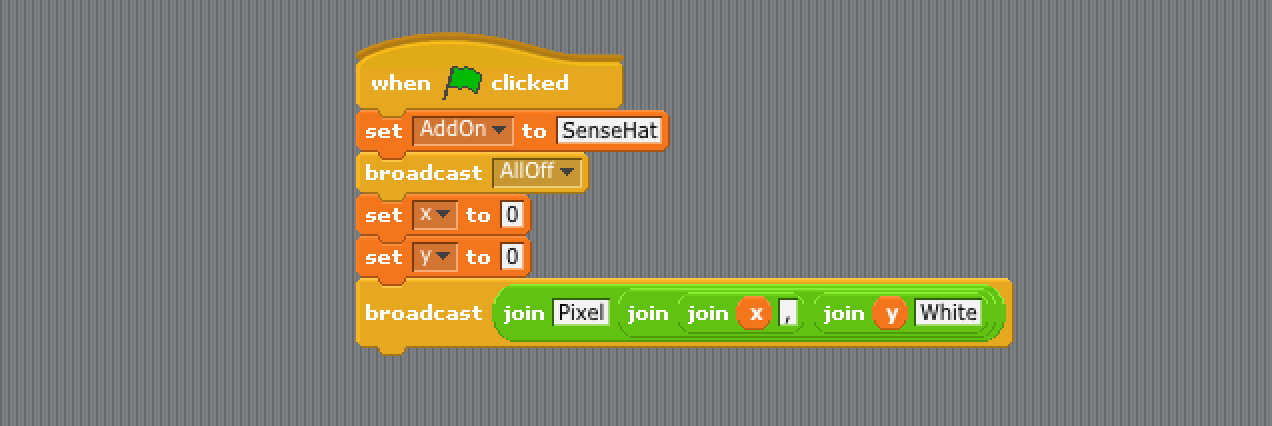 when clicked
set AddOn to SenseHat
broadcast AllOff
set x to 0
set y to 0
broadcast join Pixel join join x , join y White